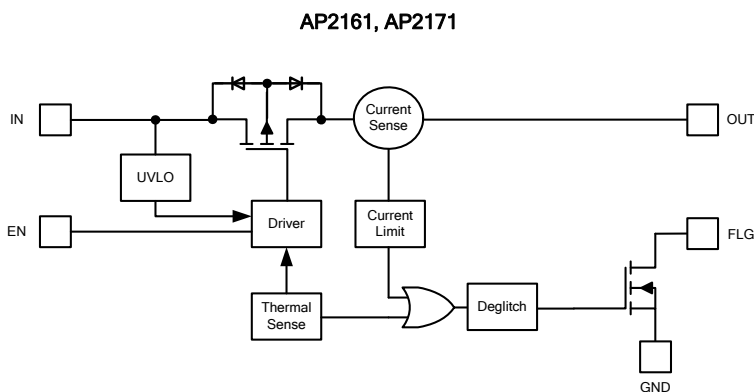 AP2161, AP2171
IN
Current
Sense
OUT
UVLO
EN
Driver
Current
Limit
FLG
Thermal
Sense
Deglitch
GND